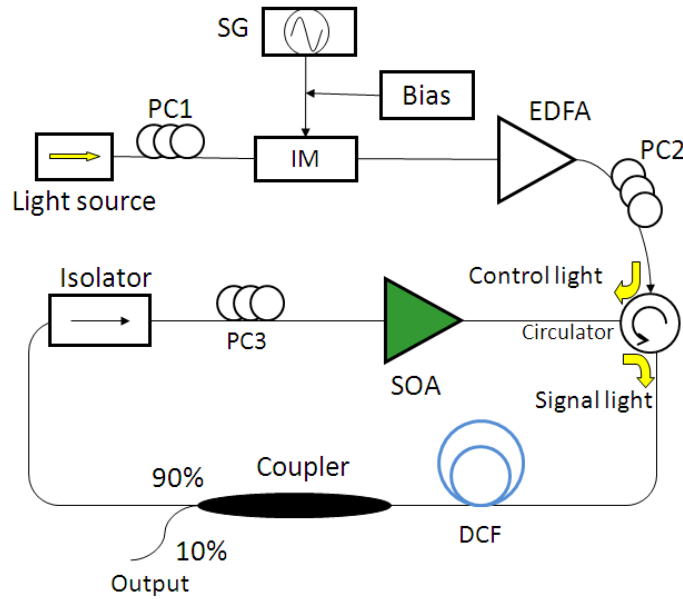 SG
PC1
Bias
EDFA
PC2
IM
Light source
Isolator
Control light
PC3
Circulator
SOA
Signal light
Coupler
90%
DCF
10%
Output